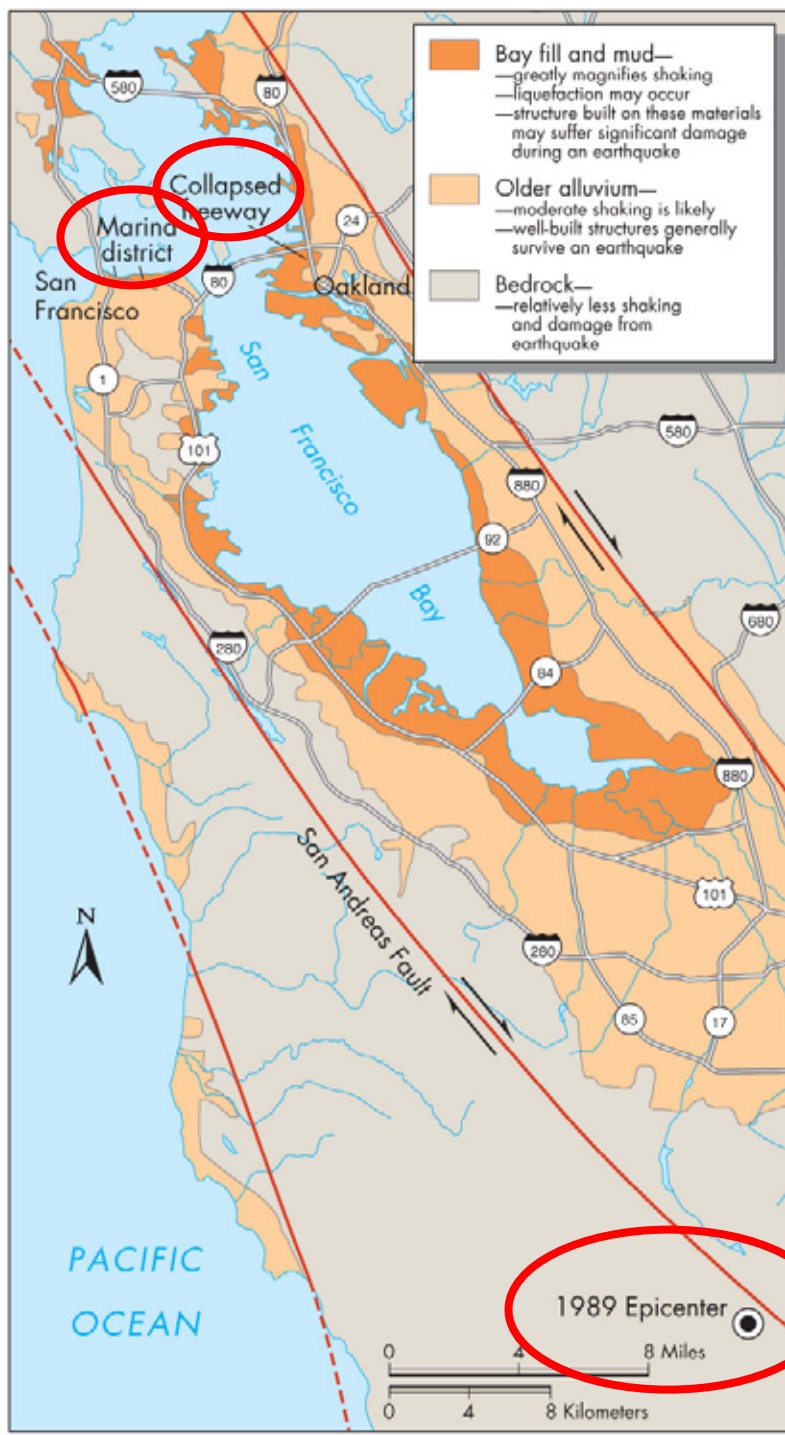 Bay fill and mud—
—greatly magnifies shaking
—liquefaction may occur
—structure built on these materials
may suffer significant damage
during an earthquake
Older alluvium—
—moderate shaking is likely
—well-built structures generally
survive an earthquake
Bedrock—
—relatively less shaking
and damage from
earthquake
580
80
Collapsed
freeway
24
Marina
district
80
San
Francisco
Oakland
1
San
Francisco
Bay
101
580
880
92
680
280
84
880
San Andreas Fault
101
N
280
85
17
PACIFIC
OCEAN
1989 Epicenter
0 4 8 Miles
0 4 8 Kilometers